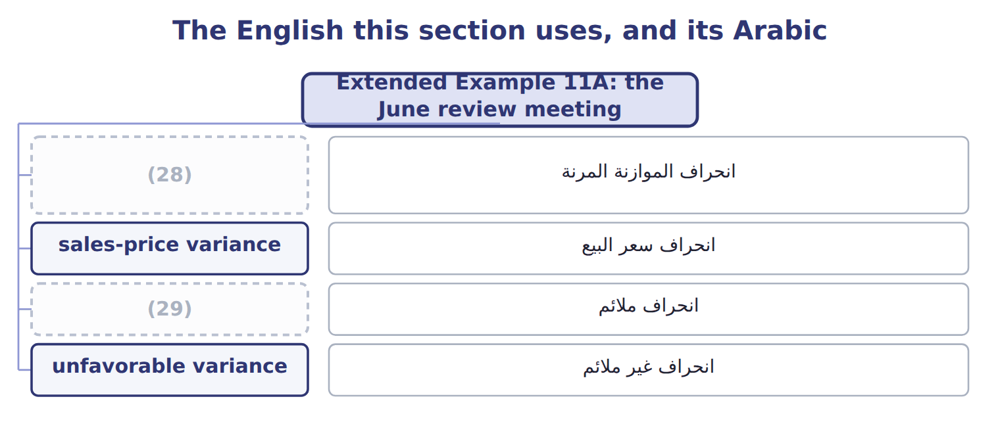 The English this section uses, and its Arabic
Extended Example 11A: the
June review meeting
(28)
انحراف الموازنة المرنة
sales-price variance
انحراف سعر البيع
(29)
انحراف ملائم
unfavorable variance
انحراف غير ملائم